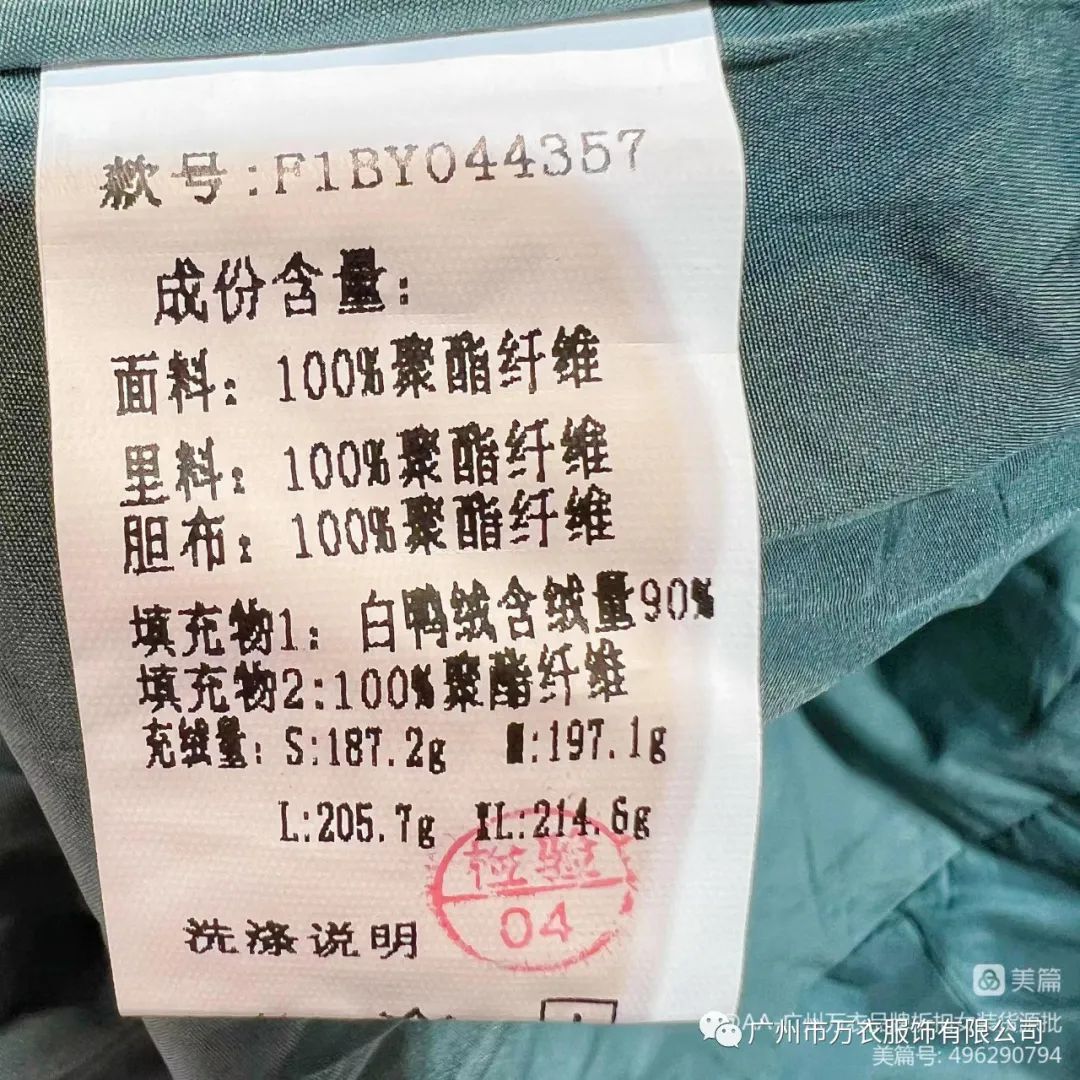 款号:F1BY044357
成份含量:
面料: 100%聚酯纤维
里料: 100%聚酯纤维
胆布: 100%聚酯纤维
填充物1: 白鸭绒含绒量90%
填充物2:100%聚酯纤维
充绒量: S:187.2g M:197.1g
L:205.7g XL:214.6g
检验
04
洗涤说明
美篇
广州市万衣服饰有限公司
美篇号: 496290794